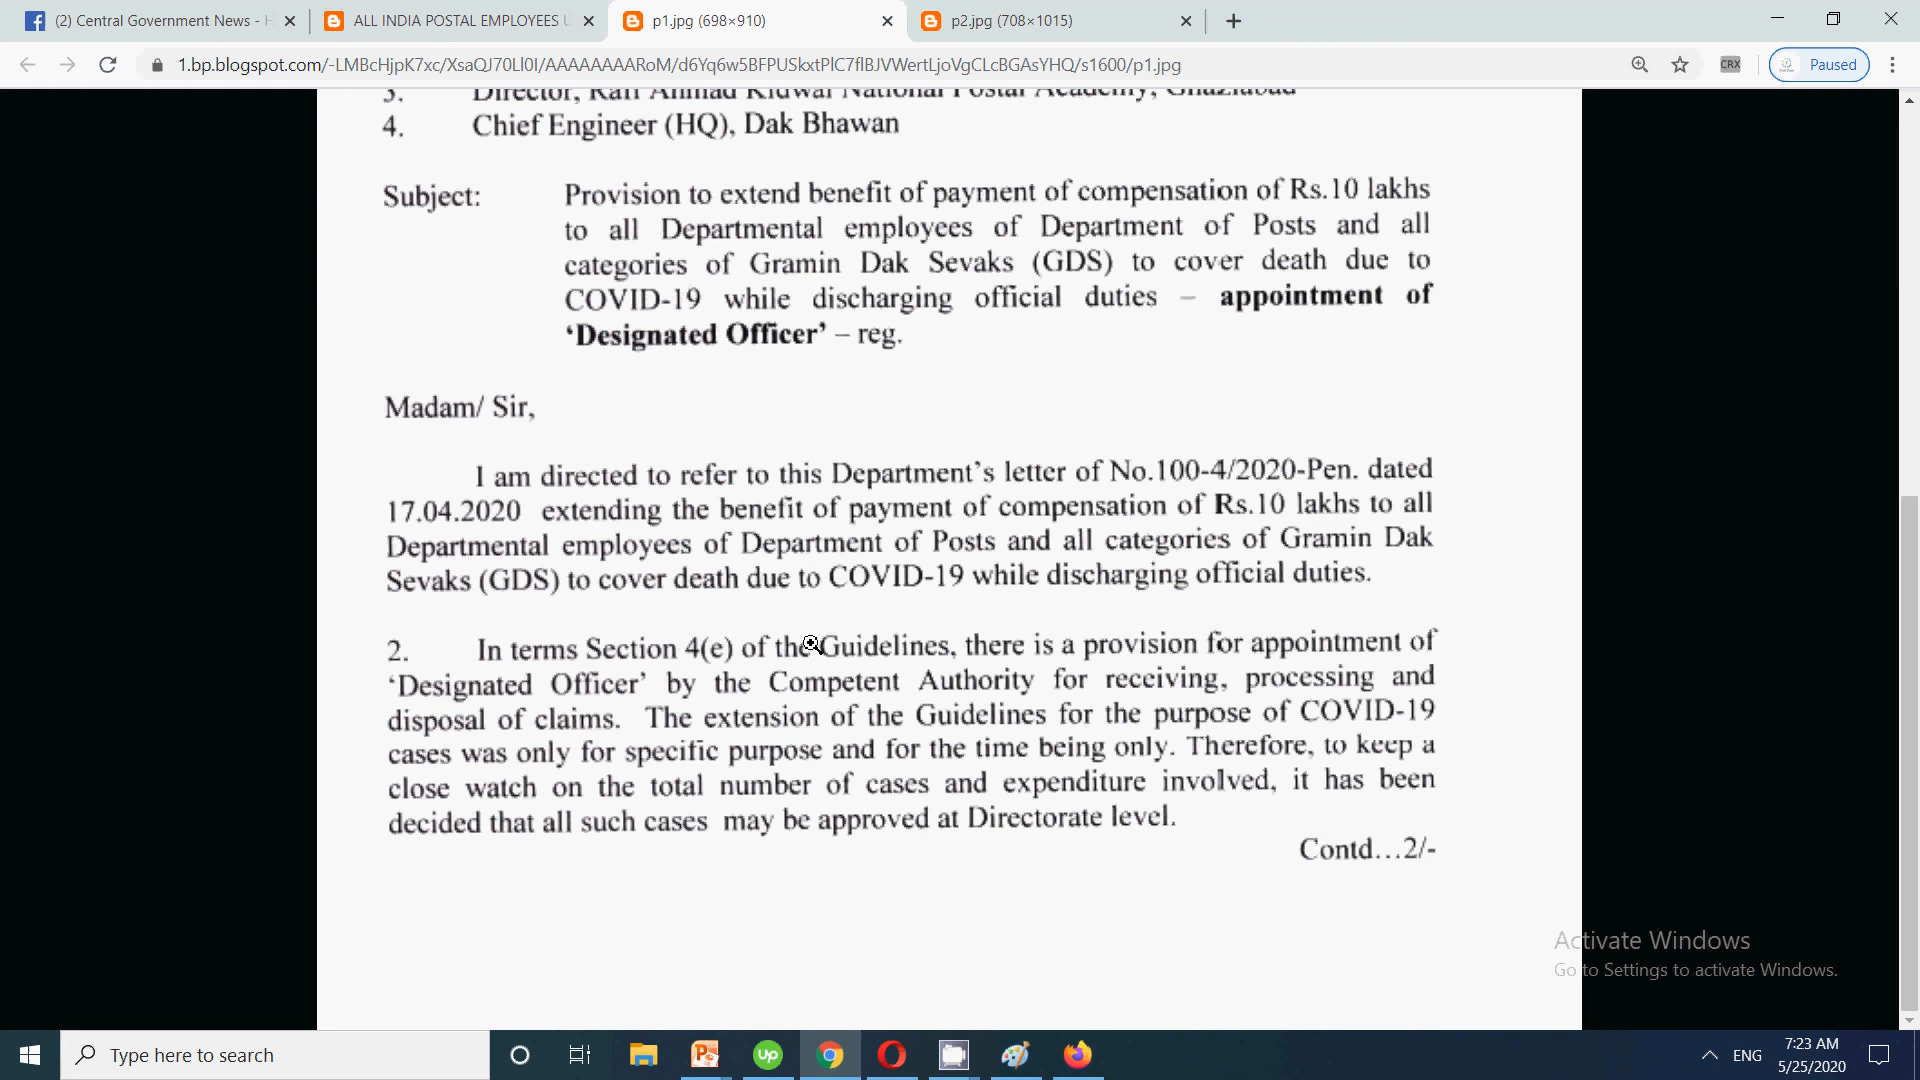 (2) Central Government News - H
ALL INDIA POSTAL EMPLOYEES U
p1.jpg (698×910)
p2.jpg (708×1015)
1.bp.blogspot.com/-LMBcHjpK7xc/XsaQJ70Ll0I/AAAAAAAARoM/d6Yq6w5BFPUSkxtPlC7flBJVWertLjoVgCLcBGAsYHQ/s1600/p1.jpg
CRX
Paused
3. Director, Rafi Ahmad Kidwai National Postal Academy, Ghaziabad
4. Chief Engineer (HQ), Dak Bhawan
Subject: Provision to extend benefit of payment of compensation of Rs.10 lakhs
to all Departmental employees of Department of Posts and all
categories of Gramin Dak Sevaks (GDS) to cover death due to
COVID-19 while discharging official duties – appointment of
‘Designated Officer’ – reg.
Madam/ Sir,
I am directed to refer to this Department’s letter of No.100-4/2020-Pen. dated
17.04.2020 extending the benefit of payment of compensation of Rs.10 lakhs to all
Departmental employees of Department of Posts and all categories of Gramin Dak
Sevaks (GDS) to cover death due to COVID-19 while discharging official duties.
2. In terms Section 4(e) of the Guidelines, there is a provision for appointment of
‘Designated Officer’ by the Competent Authority for receiving, processing and
disposal of claims. The extension of the Guidelines for the purpose of COVID-19
cases was only for specific purpose and for the time being only. Therefore, to keep a
close watch on the total number of cases and expenditure involved, it has been
decided that all such cases may be approved at Directorate level.
Contd...2/-
Activate Windows
Go to Settings to activate Windows.
Type here to search
up
ENG
7:23 AM
5/25/2020